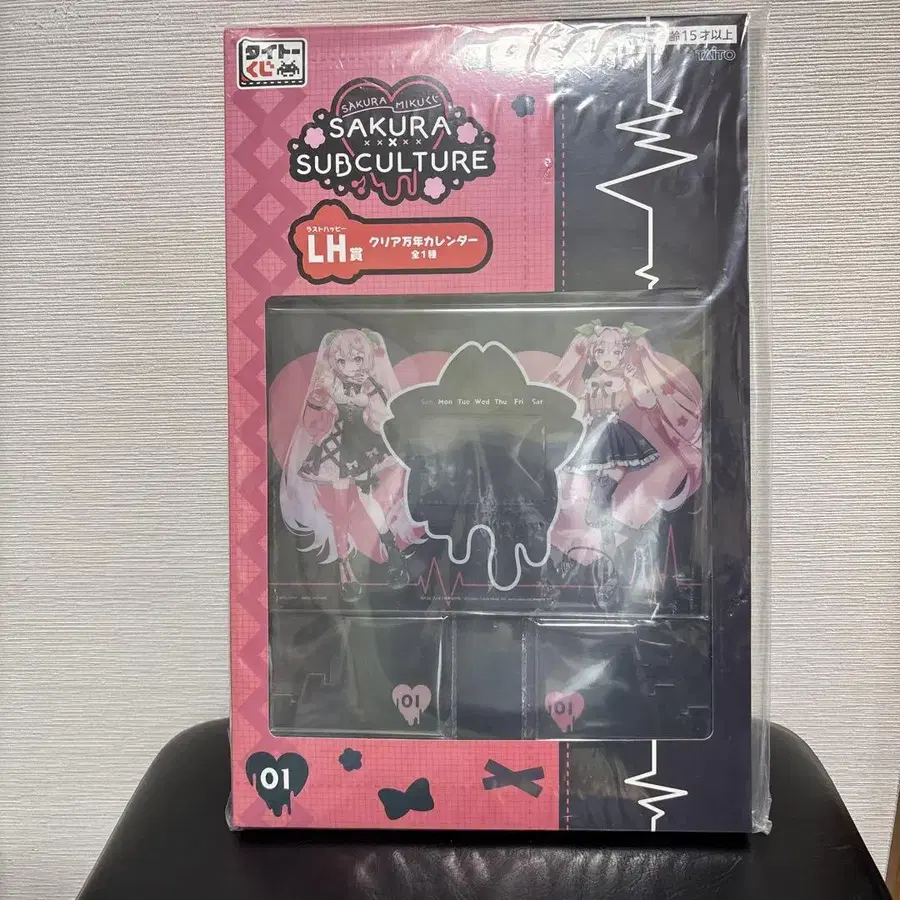 タイトー
くじ
齢15才以上
TAITO
SAKURA MIKUくじ
SAKURA
×××××
SUBCULTURE
ラストハッピー
LH賞
クリア万年カレンダー
全1種
Sun Mon Tue Wed Thu Fri Sat
01
01
01